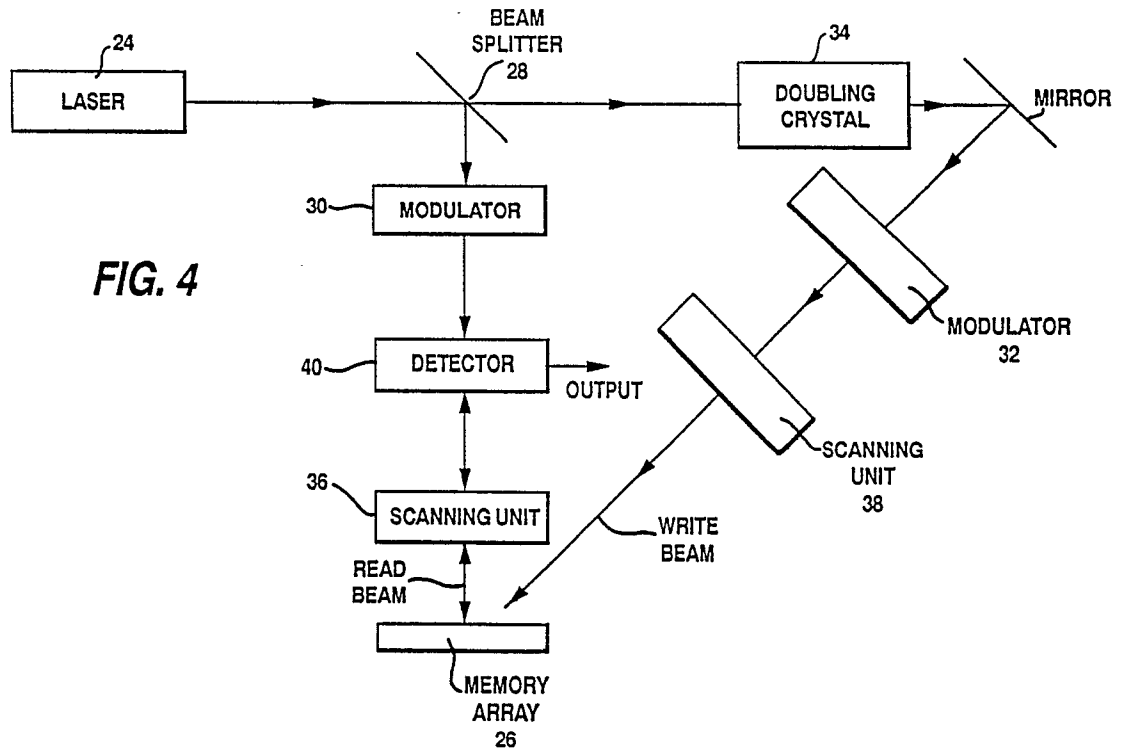 BEAM
SPLITTER
28
24
LASER
34
DOUBLING
CRYSTAL
MIRROR
30
MODULATOR
FIG. 4
MODULATOR
32
40
DETECTOR
OUTPUT
SCANNING
UNIT
38
36
SCANNING UNIT
WRITE
BEAM
READ
BEAM
MEMORY
ARRAY
26